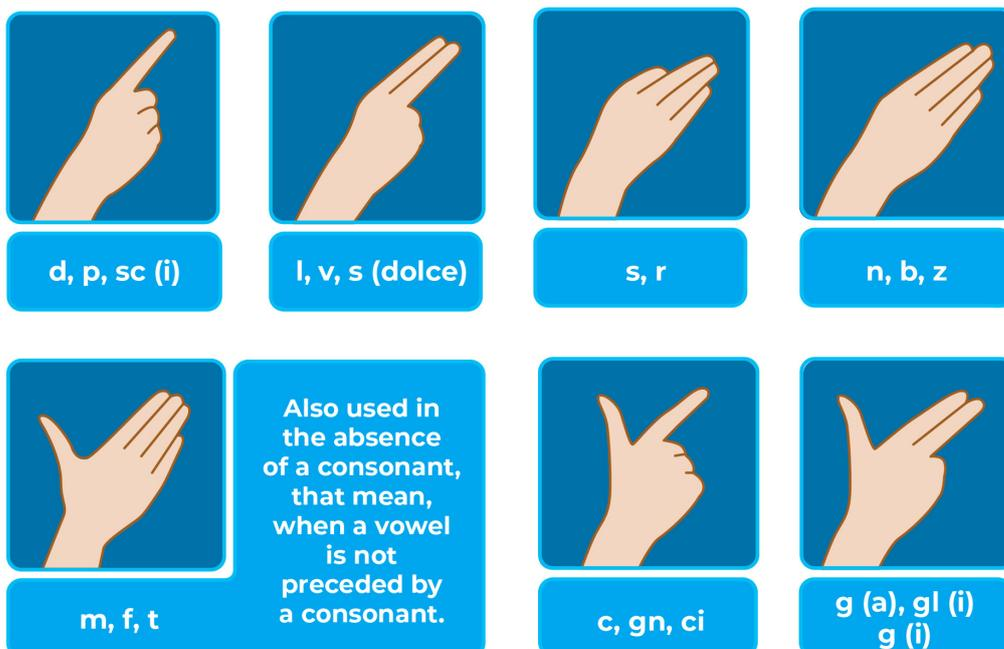 d, p, sc (i)
l, v, s (dolce)
s, r
n, b, z
m, f, t
Also used in
the absence
of a consonant,
that mean,
when a vowel
is not
preceded by
a consonant.
c, gn, ci
g (a), gl (i)
g (i)